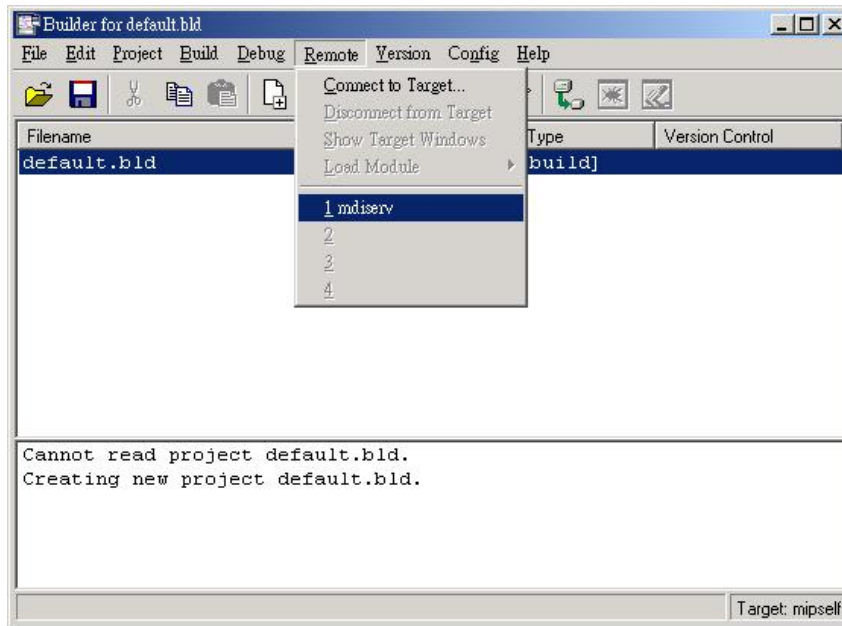 Builder for default.bld
File Edit Project Build Debug Remote Version Config Help
Connect to Target...
Disconnect from Target
Show Target Windows
Load Module
1 mdiserv
2
3
4
Filename Type Version Control
default.bld build]
Cannot read project default.bld.
Creating new project default.bld.
Target: mipself